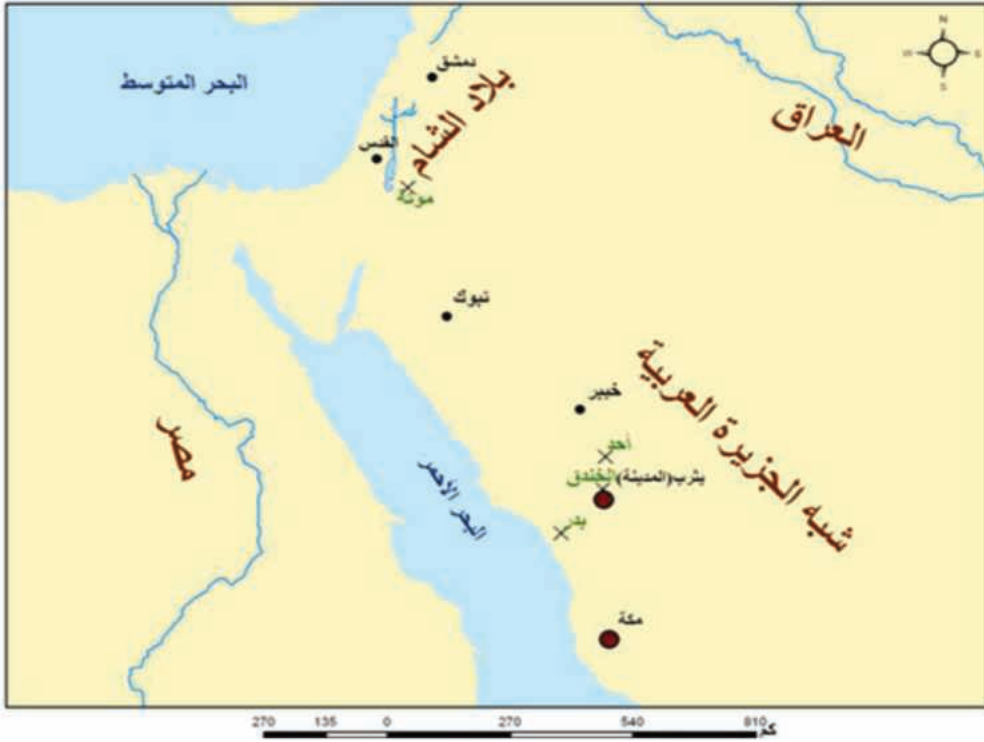 N
W
E
S
البحر المتوسط
دمشق
بلاد الشام
العراق
القدس
موتة
تبوك
خيبر
شبه الجزيرة العربية
أحد
يثرب(المدينة)
الخندق
مصر
البحر الأحمر
بدر
مكة
270 135 0 270 540 810
كم